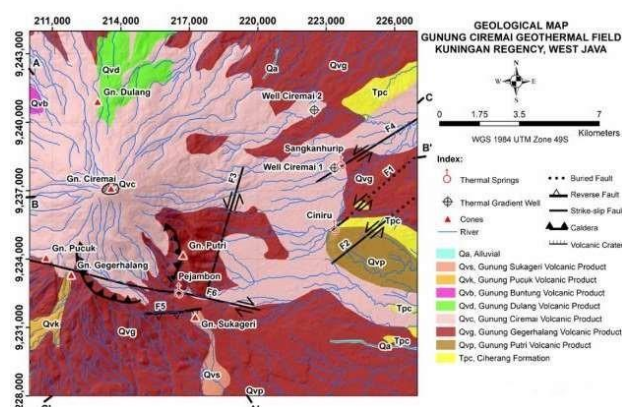 211,000 214,000 217,000 220,000 223,000 226,000
9,243,000
9,240,000
9,237,000
9,234,000
9,231,000
9,228,000
A
Qvd
Gn. Dulang
Qvb
Qa
Qvg
Well Ciremai 2
Tpc
C
Sangkanhurip
F4
Well Ciremai 1
B'
Gn. Ciremai
Qvc
F3
Qvg
F1
B
Ciniru
Tpc
F2
Qvp
Gn. Pucuk
Gn. Putri
Gn. Gegerhalang
Pejambon
F6
F5
Gn. Sukageri
Qvk
Qvg
Tpc
Qa
Tpc
Qvs
Qvp
GEOLOGICAL MAP
GUNUNG CIREMAI GEOTHERMAL FIELD
KUNINGAN REGENCY, WEST JAVA
N
W E
S
0 1.75 3.5 7
Kilometers
WGS 1984 UTM Zone 49S
Index:
Thermal Springs
Thermal Gradient Well
Cones
River
Buried Fault
Reverse Fault
Strike-slip Fault
Caldera
Volcanic Crater
Qa, Alluvial
Qvs, Gunung Sukageri Volcanic Product
Qvk, Gunung Pucuk Volcanic Product
Qvb, Gunung Buntung Volcanic Product
Qvd, Gunung Dulang Volcanic Product
Qvc, Gunung Ciremai Volcanic Product
Qvg, Gunung Gegerhalang Volcanic Product
Qvp, Gunung Putri Volcanic Product
Tpc, Ciherang Formation